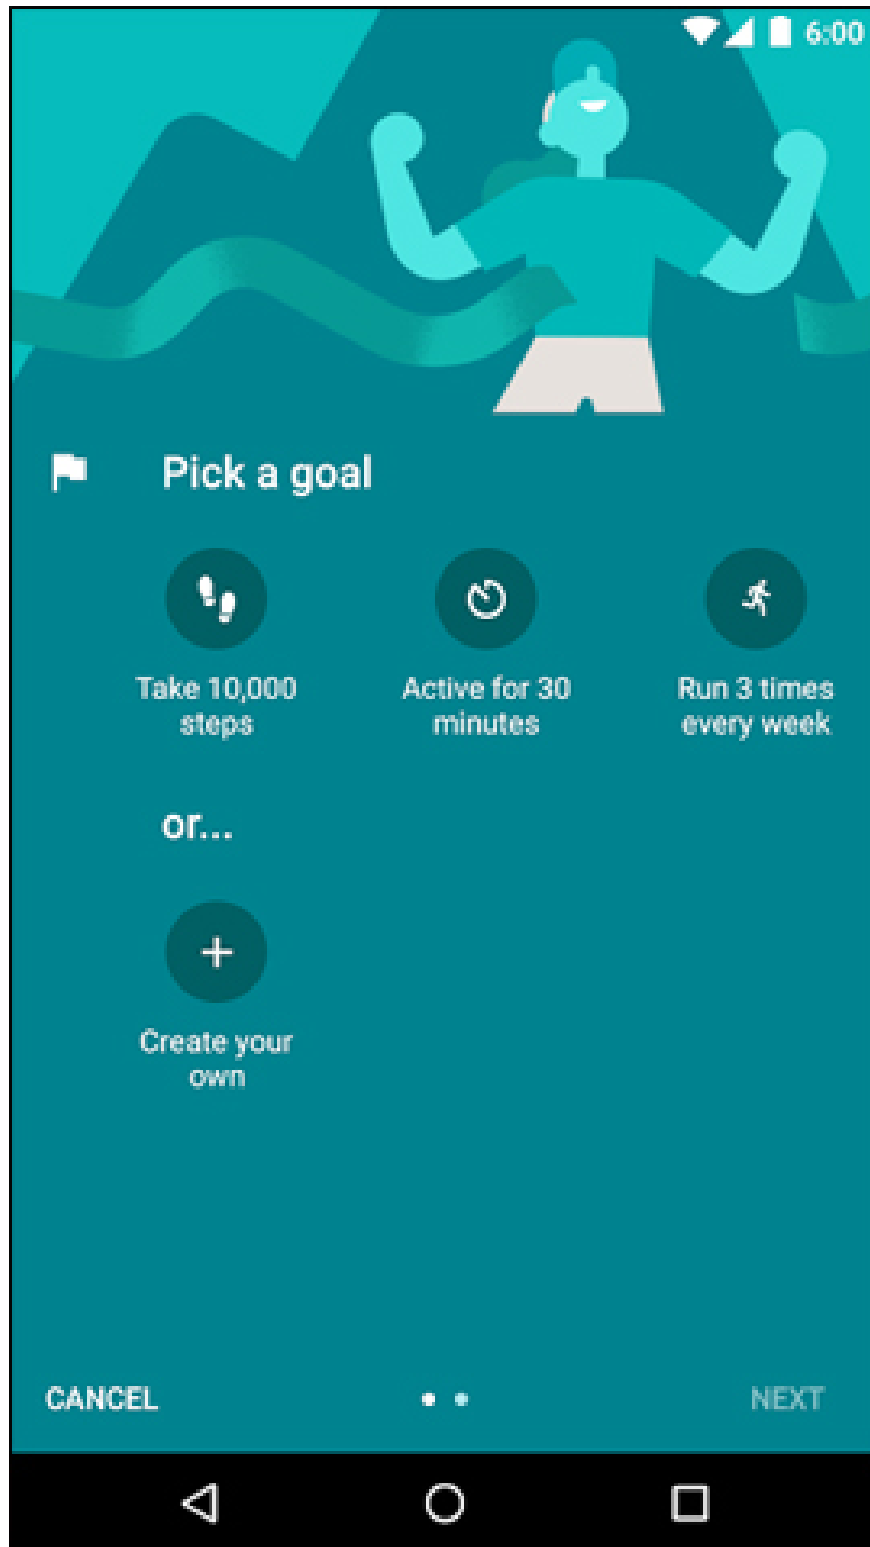 6:00
Pick a goal
Take 10,000
steps
Active for 30
minutes
Run 3 times
every week
or...
Create your
own
CANCEL
NEXT